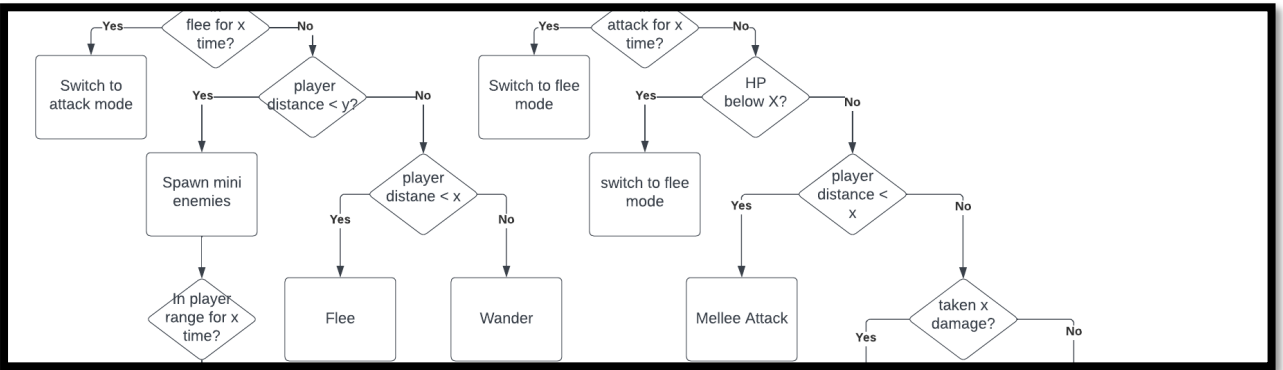 flee for x
time?
Yes
No
attack for x
time?
Yes
No
Switch to
attack mode
player
distance < y?
Yes
No
Switch to flee
mode
HP
below X?
Yes
No
Spawn mini
enemies
player
distane < x
Yes
No
switch to flee
mode
player
distance <
x
Yes
No
In player
range for x
time?
Flee
Wander
Mellee Attack
taken x
damage?
Yes
No